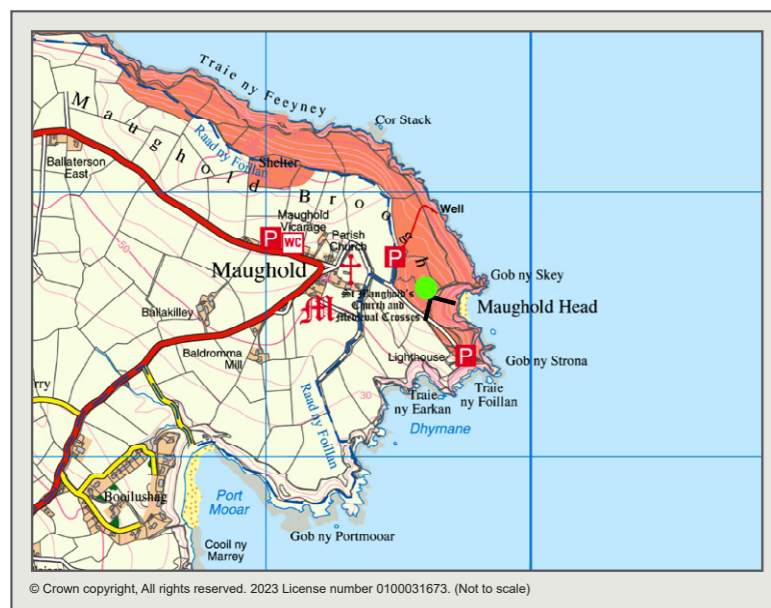 Traie ny Feeyney
Cor Stack
Maughold Broogh
Raad ny Foillan
Ballaterson
East
Shelter
Well
Maughold
Vicarage
P
WC
Parish
Church
P
Maughold
Gob ny Skey
50
St Maughold's
Church and
Medieval Crosses
M
Maughold Head
Ballakilley
Baldromma
Mill
Lighthouse
P
Gob ny Strona
Traie
ny Foillan
Traie
ny Earkan
30
Raad ny Foillan
Dhyrnane
rry
Booilushag
Port
Mooar
Gob ny Portmooar
Cooil ny
Marrey
© Crown copyright, All rights reserved. 2023 License number 0100031673. (Not to scale)